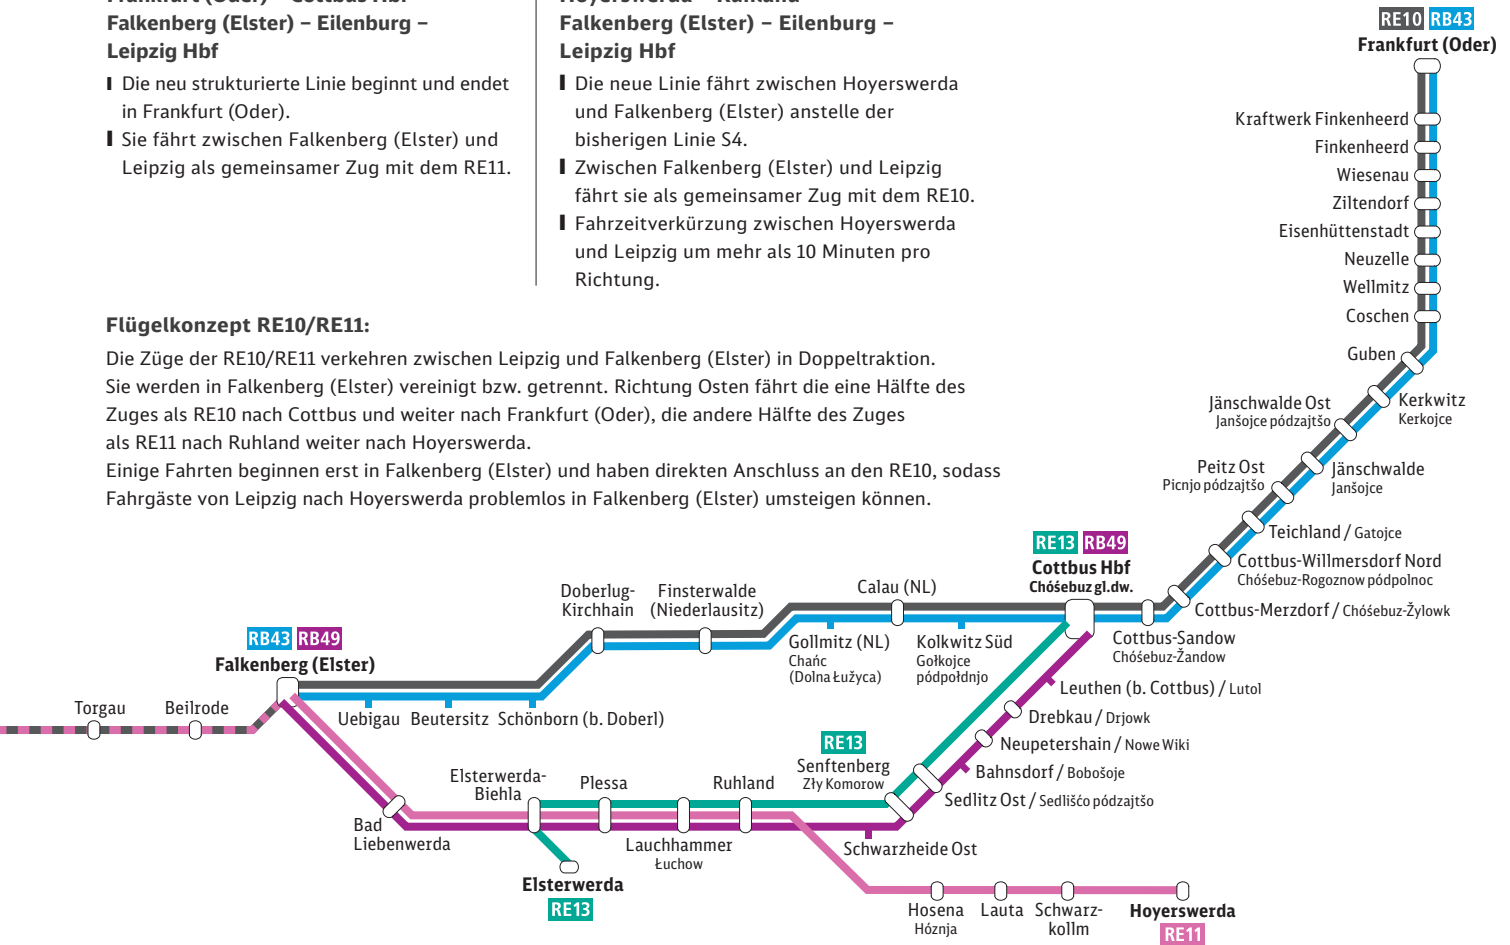 Frankfurt (Oder) – Cottbus Hbf
Falkenberg (Elster) – Eilenburg –
Leipzig Hbf
Die neu strukturierte Linie beginnt und endet
in Frankfurt (Oder).
Sie fährt zwischen Falkenberg (Elster) und
Leipzig als gemeinsamer Zug mit dem RE11.
Hoyerswerda – Ruhland
Falkenberg (Elster) – Eilenburg –
Leipzig Hbf
Die neue Linie fährt zwischen Hoyerswerda
und Falkenberg (Elster) anstelle der
bisherigen Linie S4.
Zwischen Falkenberg (Elster) und Leipzig
fährt sie als gemeinsamer Zug mit dem RE10.
Fahrzeitverkürzung zwischen Hoyerswerda
und Leipzig um mehr als 10 Minuten pro
Richtung.
Flügelkonzept RE10/RE11:
Die Züge der RE10/RE11 verkehren zwischen Leipzig und Falkenberg (Elster) in Doppeltraktion.
Sie werden in Falkenberg (Elster) vereinigt bzw. getrennt. Richtung Osten fährt die eine Hälfte des
Zuges als RE10 nach Cottbus und weiter nach Frankfurt (Oder), die andere Hälfte des Zuges
als RE11 nach Ruhland weiter nach Hoyerswerda.
Einige Fahrten beginnen erst in Falkenberg (Elster) und haben direkten Anschluss an den RE10, sodass
Fahrgäste von Leipzig nach Hoyerswerda problemlos in Falkenberg (Elster) umsteigen können.
RE10 RB43
Frankfurt (Oder)
Kraftwerk Finkenheerd
Finkenheerd
Wiesenau
Ziltendorf
Eisenhüttenstadt
Neuzelle
Wellmitz
Coschen
Guben
Kerkwitz
Kerkojce
Jänschwalde Ost
Janšojce pódzajtšo
Jänschwalde
Janšojce
Peitz Ost
Picnjo pódzajtšo
Teichland / Gatojce
Cottbus-Willmersdorf Nord
Chóśebuz-Rogoznow pódpolnoc
Cottbus-Merzdorf / Chóśebuz-Žylowk
Cottbus-Sandow
Chóśebuz-Žandow
RE13 RB49
Cottbus Hbf
Chóśebuz gl.dw.
Kolkwitz Süd
Gołkojce
pódpołdnjo
Calau (NL)
Gollmitz (NL)
Chańc
(Dolna Łužyca)
Finsterwalde
(Niederlausitz)
Doberlug-
Kirchhain
Schönborn (b. Doberl)
Beutersitz
Uebigau
RB43 RB49
Falkenberg (Elster)
Beilrode
Torgau
Bad
Liebenwerda
Elsterwerda-
Biehla
Elsterwerda
RE13
Plessa
Lauchhammer
Łuchow
Ruhland
RE13
Senftenberg
Zły Komorow
Schwarzheide Ost
Sedlitz Ost / Sedlišćo pódzajtšo
Bahnsdorf / Bobošoje
Neupetershain / Nowe Wiki
Drebkau / Drjowk
Leuthen (b. Cottbus) / Lutol
Hosena
Hóznja
Lauta
Schwarz-
kollm
Hoyerswerda
RE11